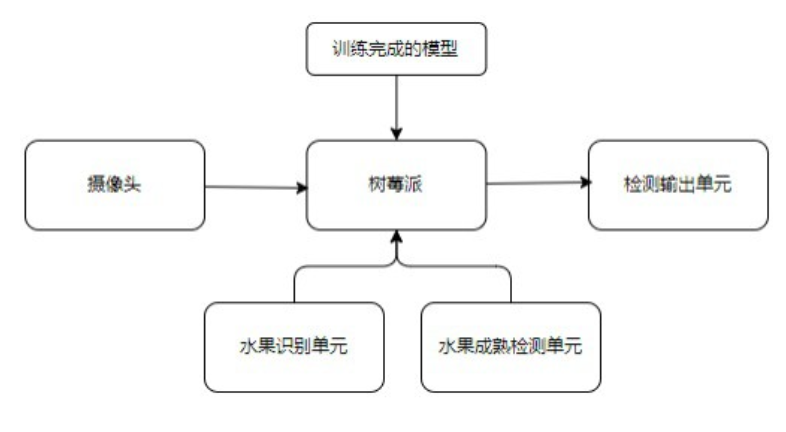 训练完成的模型
摄像头
树莓派
检测输出单元
水果识别单元
水果成熟检测单元